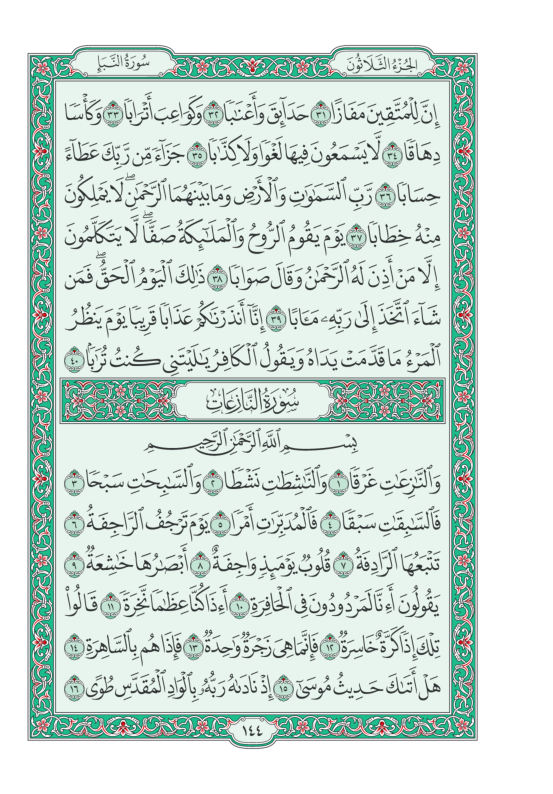 سُورَةُ النَّبَإِ
الجُزْءُ الثَّلَاثُونَ
إِنَّ لِلْمُتَّقِينَ مَفَازًا ٣١ حَدَآئِقَ وَأَعْنَٰبًا ٣٢ وَكَوَاعِبَ أَتْرَابًا ٣٣ وَكَأْسًا
دِهَاقًا ٣٤ لَّا يَسْمَعُونَ فِيهَا لَغْوًا وَلَا كِذَّٰبًا ٣٥ جَزَآءً مِّن رَّبِّكَ عَطَآءً
حِسَابًا ٣٦ رَّبِّ ٱلسَّمَٰوَٰتِ وَٱلْأَرْضِ وَمَا بَيْنَهُمَا ٱلرَّحْمَٰنِ ۖ لَا يَمْلِكُونَ
مِنْهُ خِطَابًا ٣٧ يَوْمَ يَقُومُ ٱلرُّوحُ وَٱلْمَلَٰٓئِكَةُ صَفًّا ۖ لَّا يَتَكَلَّمُونَ
إِلَّا مَنْ أَذِنَ لَهُ ٱلرَّحْمَٰنُ وَقَالَ صَوَابًا ٣٨ ذَٰلِكَ ٱلْيَوْمُ ٱلْحَقُّ ۖ فَمَن
شَآءَ ٱتَّخَذَ إِلَىٰ رَبِّهِۦ مَـَٔابًا ٣٩ إِنَّآ أَنذَرْنَٰكُمْ عَذَابًا قَرِيبًا يَوْمَ يَنظُرُ
ٱلْمَرْءُ مَا قَدَّمَتْ يَدَاهُ وَيَقُولُ ٱلْكَافِرُ يَٰلَيْتَنِى كُنتُ تُرَٰبًۢا ٤٠
سُورَةُ النَّازِعَاتِ
بِسْمِ ٱللَّهِ ٱلرَّحْمَٰنِ ٱلرَّحِيمِ
وَٱلنَّٰزِعَٰتِ غَرْقًا ١ وَٱلنَّٰشِطَٰتِ نَشْطًا ٢ وَٱلسَّٰبِحَٰتِ سَبْحًا ٣
فَٱلسَّٰبِقَٰتِ سَبْقًا ٤ فَٱلْمُدَبِّرَٰتِ أَمْرًا ٥ يَوْمَ تَرْجُفُ ٱلرَّاجِفَةُ ٦
تَتْبَعُهَا ٱلرَّادِفَةُ ٧ قُلُوبٌ يَوْمَئِذٍ وَاجِفَةٌ ٨ أَبْصَٰرُهَا خَٰشِعَةٌ ٩
يَقُولُونَ أَءِنَّا لَمَرْدُودُونَ فِى ٱلْحَافِرَةِ ١٠ أَءِذَا كُنَّا عِظَٰمًا نَّخِرَةً ١١ قَالُوا۟
تِلْكَ إِذًا كَرَّةٌ خَاسِرَةٌ ١٢ فَإِنَّمَا هِىَ زَجْرَةٌ وَٰحِدَةٌ ١٣ فَإِذَا هُم بِٱلسَّاهِرَةِ ١٤
هَلْ أَتَىٰكَ حَدِيثُ مُوسَىٰٓ ١٥ إِذْ نَادَىٰهُ رَبُّهُۥ بِٱلْوَادِ ٱلْمُقَدَّسِ طُوًى ١٦
١٤٤